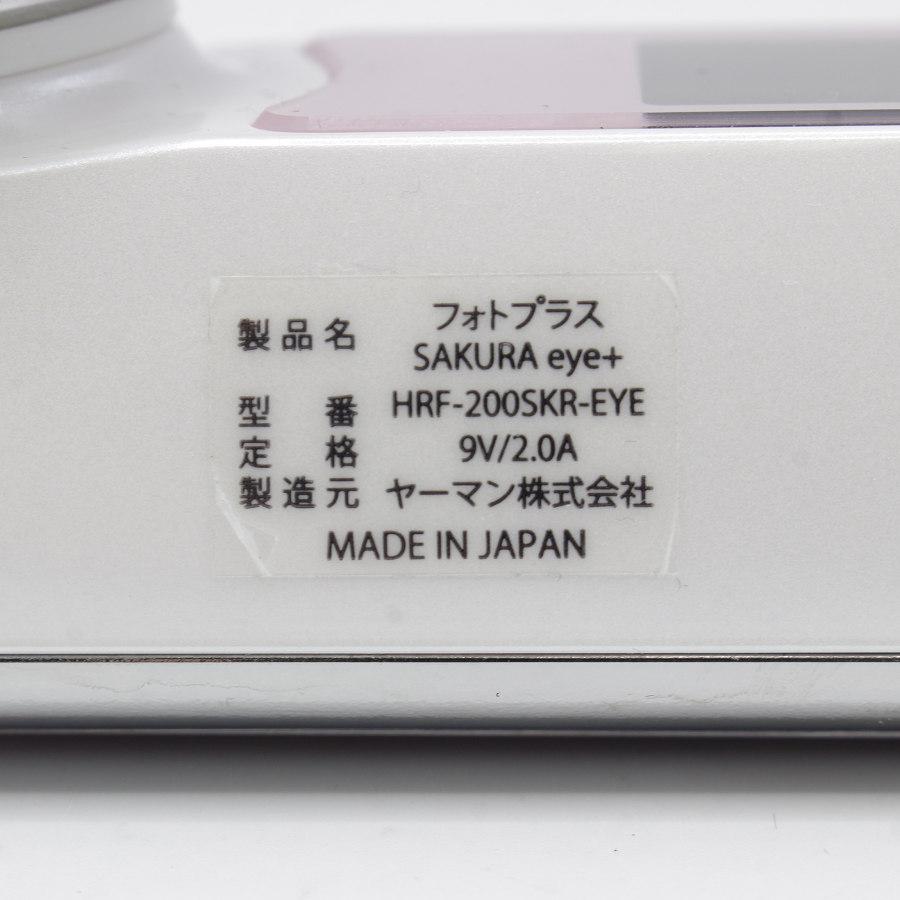 製品名 フォトプラス
SAKURA eye+
型番 HRF-200SKR-EYE
定格 9V/2.0A
製造元 ヤーマン株式会社
MADE IN JAPAN